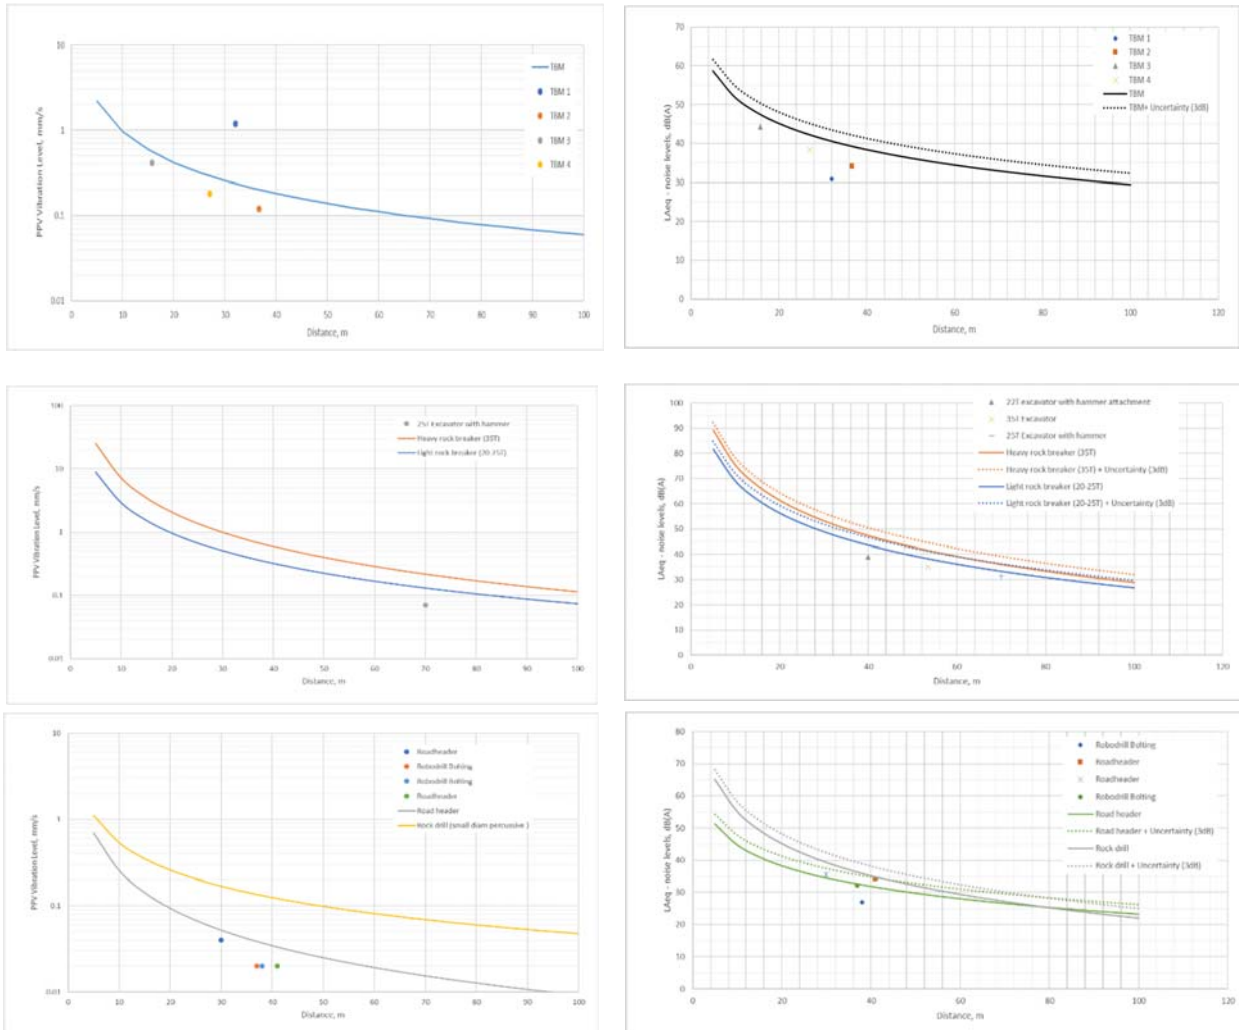 10
1
0.1
0.01
PPV Vibration Level, mm/s
0 10 20 30 40 50 60 70 80 90 100
Distance, m
TBM
TBM 1
TBM 2
TBM 3
TBM 4
70
60
50
40
30
20
10
0
LAeq - noise levels, dB(A)
0 20 40 60 80 100 120
Distance, m
TBM 1
TBM 2
TBM 3
TBM 4
TBM
TBM+ Uncertainty (3dB)
100
10
1
0.1
0.01
PPV Vibration Level, mm/s
0 10 20 30 40 50 60 70 80 90 100
Distance, m
25T Excavator with hammer
Heavy rock breaker (35T)
Light rock breaker (20-25T)
100
90
80
70
60
50
40
30
20
10
0
LAeq - noise levels, dB(A)
0 20 40 60 80 100 120
Distance, m
22T excavator with hammer attachment
35T Excavator
25T Excavator with hammer
Heavy rock breaker (35T)
Heavy rock breaker (35T) + Uncertainty (3dB)
Light rock breaker (20-25T)
Light rock breaker (20-25T) + Uncertainty (3dB)
10
1
0.1
0.01
PPV Vibration Level, mm/s
0 10 20 30 40 50 60 70 80 90 100
Distance, m
Roadheader
Robodrill Bolting
Robodrill Bolting
Roadheader
Road header
Rock drill (small diam percussive )
80
70
60
50
40
30
20
10
0
LAeq - noise levels, dB(A)
0 20 40 60 80 100 120
Distance, m
Robodrill Bolting
Roadheader
Roadheader
Robodrill Bolting
Road header
Road header + Uncertainty (3dB)
Rock drill
Rock drill + Uncertainty (3dB)